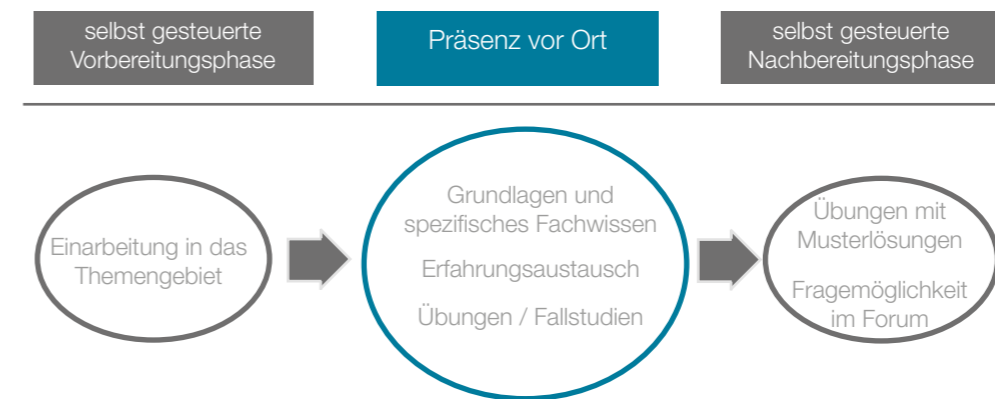 selbst gesteuerte
Vorbereitungsphase
Präsenz vor Ort
selbst gesteuerte
Nachbereitungsphase
Einarbeitung in das
Themengebiet
Grundlagen und
spezifisches Fachwissen
Erfahrungsaustausch
Übungen / Fallstudien
Übungen mit
Musterlösungen
Fragemöglichkeit
im Forum